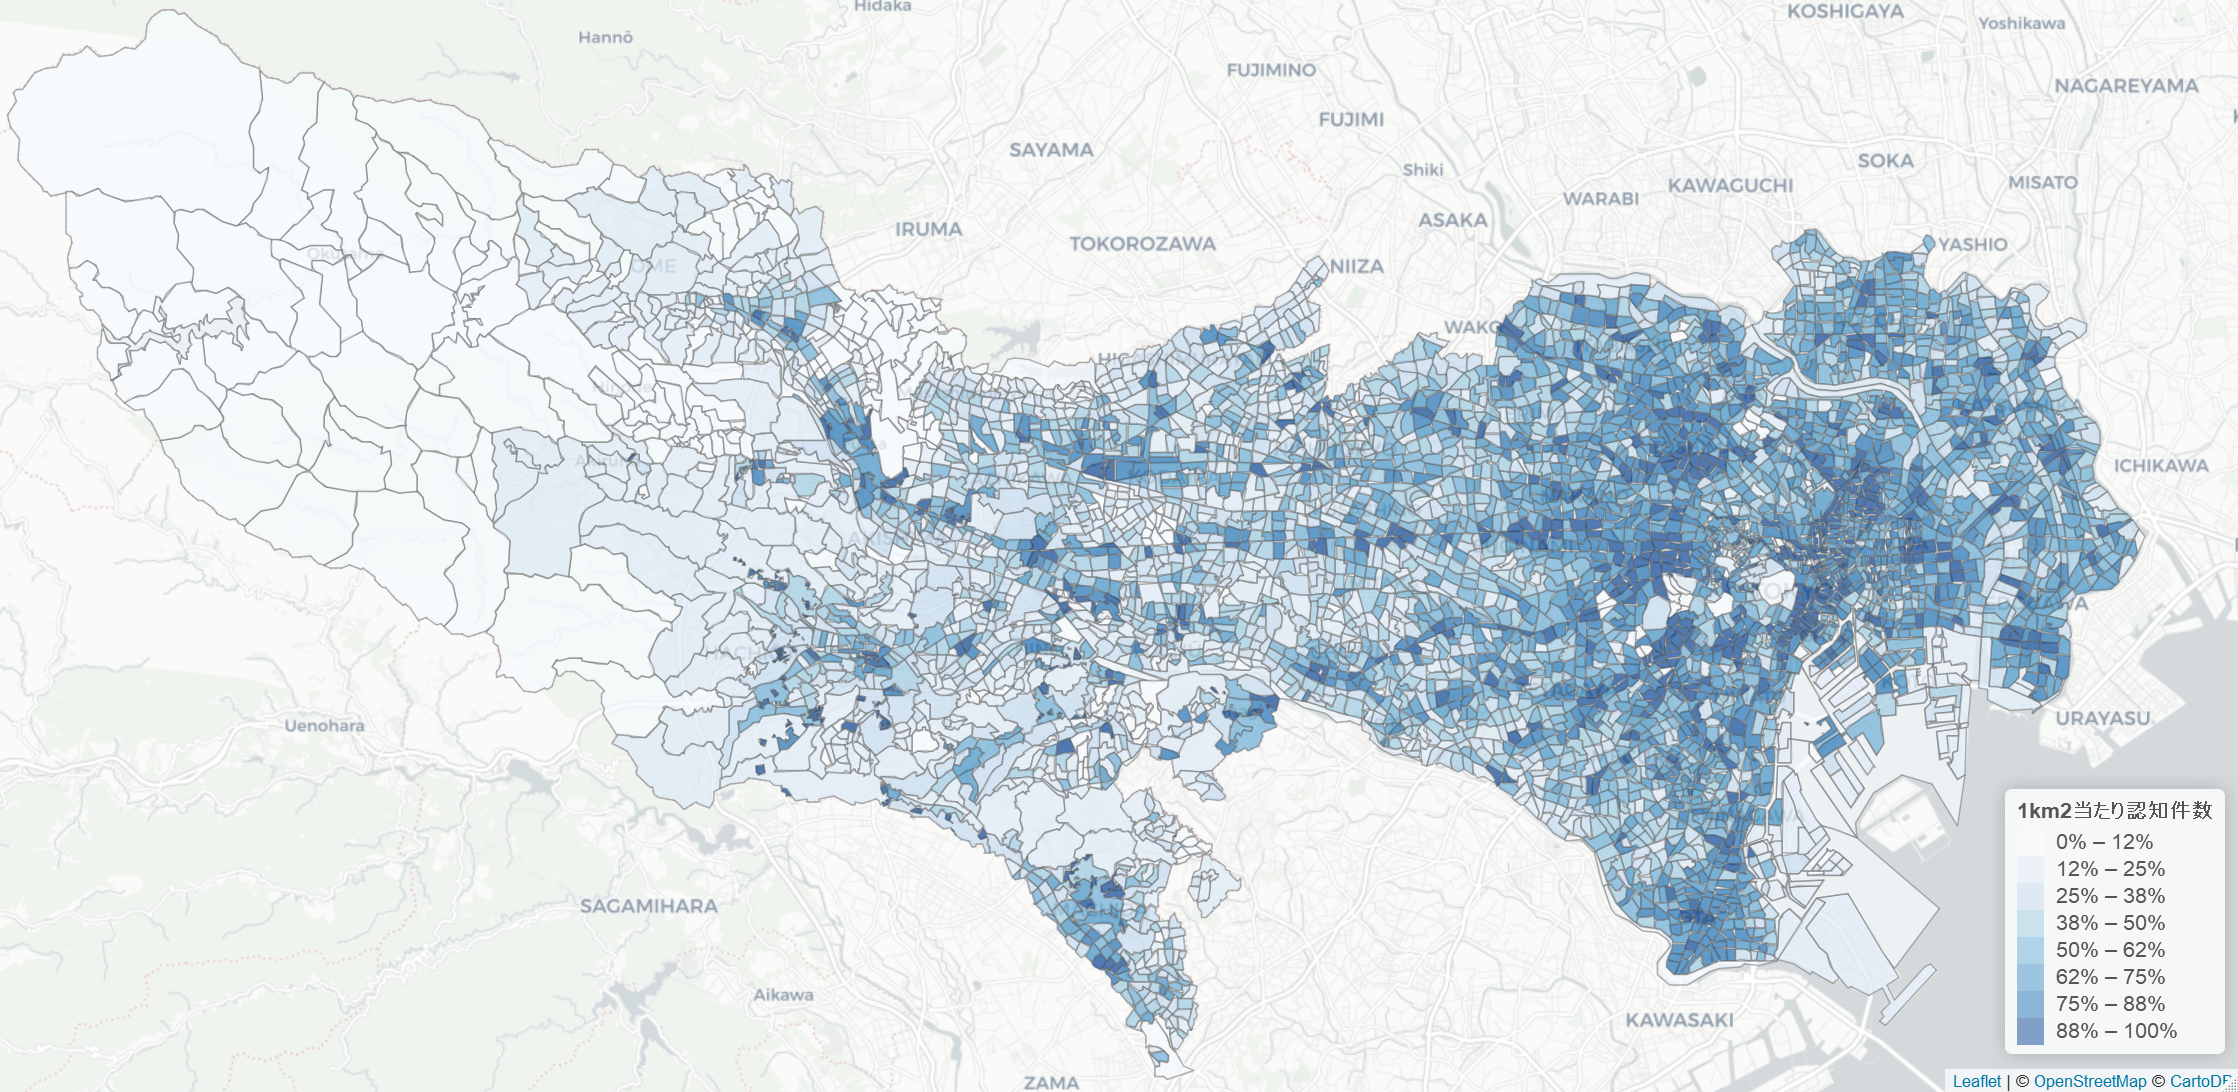 Hidaka
KOSHIGAYA
Yoshikawa
Hannō
FUJIMINO
NAGAREYAMA
FUJIMI
SAYAMA
Shiki
SOKA
KAWAGUCHI
MISATO
WARABI
ASAKA
IRUMA
TOKOROZAWA
YASHIO
NIIZA
OME
WAKO
ICHIKAWA
Uenohara
URAYASU
SAGAMIHARA
Aikawa
KAWASAKI
ZAMA
1km2当たり認知件数
0% – 12%
12% – 25%
25% – 38%
38% – 50%
50% – 62%
62% – 75%
75% – 88%
88% – 100%
Leaflet | © OpenStreetMap © CartoDB